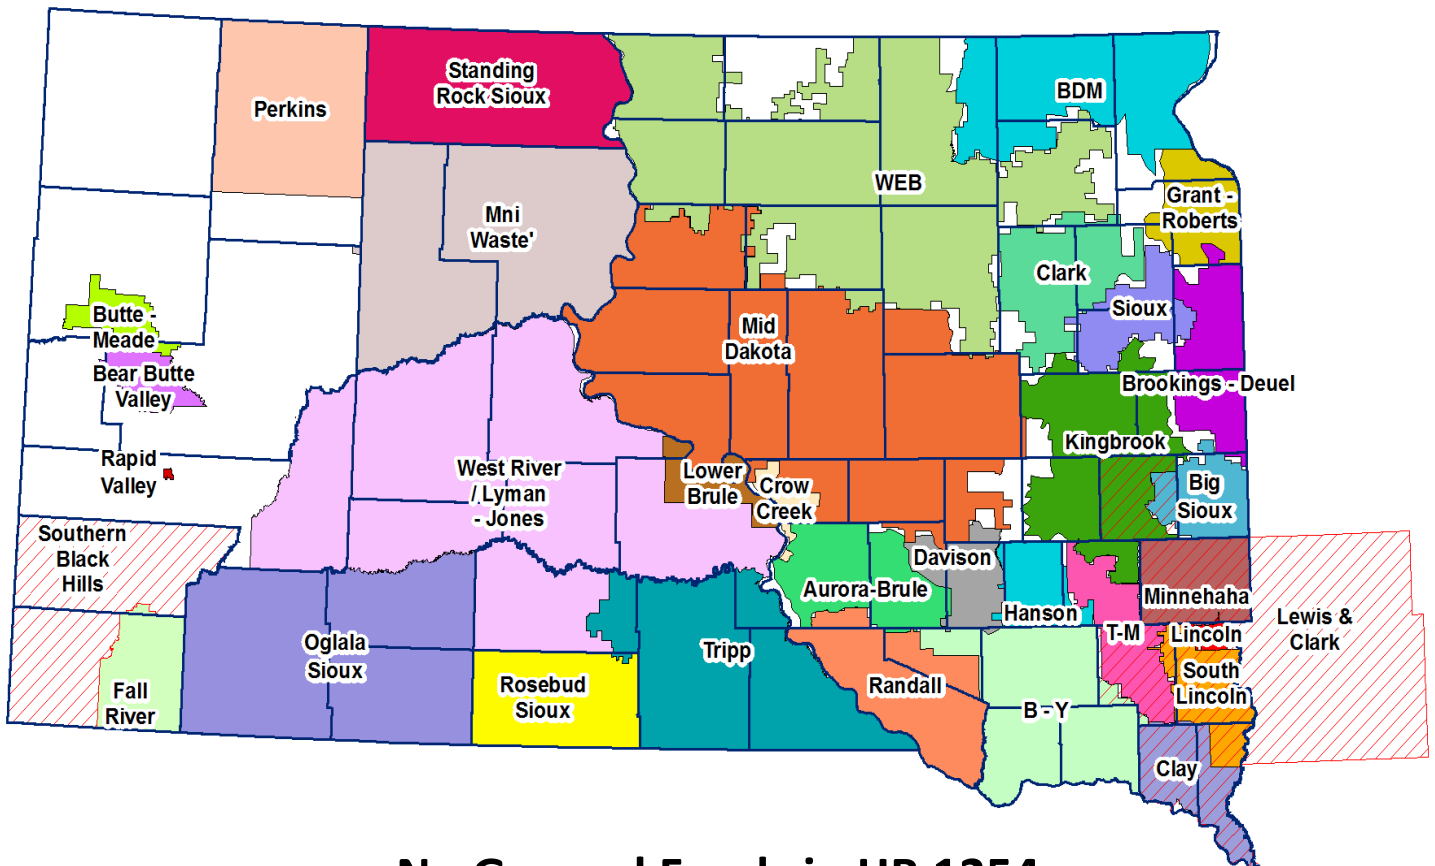 Standing
Rock Sioux
Perkins
BDM
WEB
Grant -
Roberts
Mni
Waste'
Clark
Sioux
Butte -
Meade
Mid
Dakota
Bear Butte
Valley
Brookings - Deuel
Kingbrook
Rapid
Valley
West River
/ Lyman
- Jones
Lower
Brule
Crow
Creek
Big
Sioux
Southern
Black
Hills
Davison
Aurora-Brule
Hanson
Minnehaha
Lewis &
Clark
T-M
Lincoln
Oglala
Sioux
Tripp
South
Lincoln
Fall
River
Rosebud
Sioux
Randall
B - Y
Clay